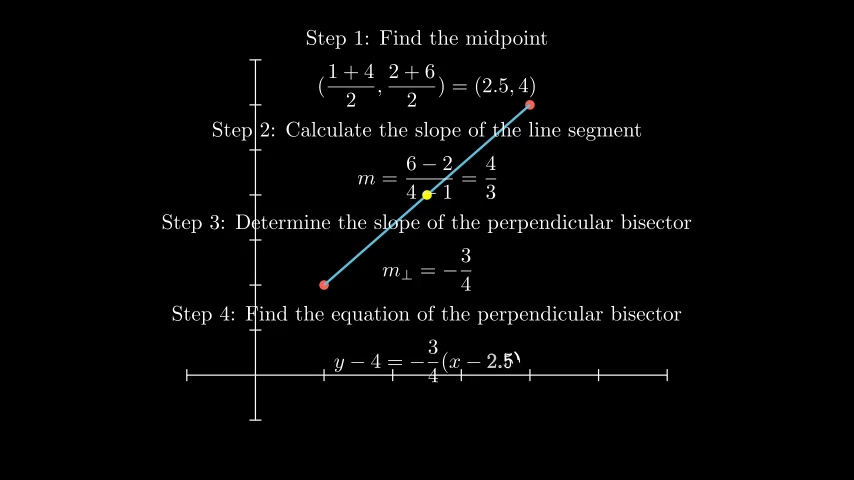 Step 1: Find the midpoint
(\frac{1+4}{2}, \frac{2+6}{2}) = (2.5, 4)
Step 2: Calculate the slope of the line segment
m = \frac{6-2}{4-1} = \frac{4}{3}
Step 3: Determine the slope of the perpendicular bisector
m_{\perp} = -\frac{3}{4}
Step 4: Find the equation of the perpendicular bisector
y - 4 = -\frac{3}{4}(x - 2.5)